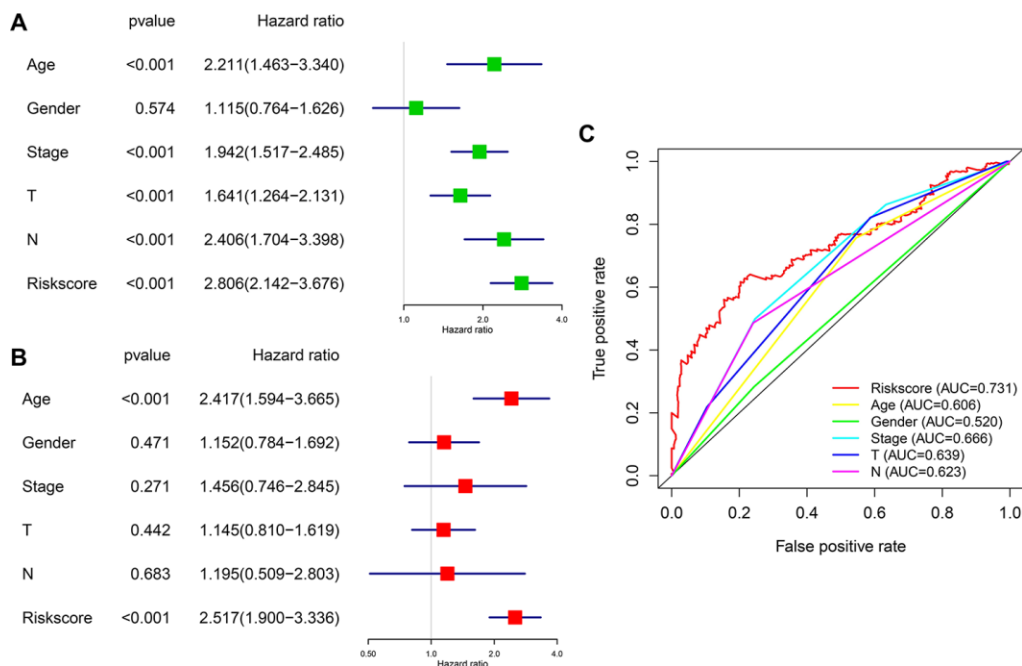 A
pvalue Hazard ratio
Age <0.001 2.211(1.463−3.340)
Gender 0.574 1.115(0.764−1.626)
Stage <0.001 1.942(1.517−2.485)
T <0.001 1.641(1.264−2.131)
N <0.001 2.406(1.704−3.398)
Riskscore <0.001 2.806(2.142−3.676)
1.0 2.0 4.0
Hazard ratio
B
pvalue Hazard ratio
Age <0.001 2.417(1.594−3.665)
Gender 0.471 1.152(0.784−1.692)
Stage 0.271 1.456(0.746−2.845)
T 0.442 1.145(0.810−1.619)
N 0.683 1.195(0.509−2.803)
Riskscore <0.001 2.517(1.900−3.336)
0.50 1.0 2.0 4.0
Hazard ratio
C
True positive rate
1.0
0.8
0.6
0.4
0.2
0.0
Riskscore (AUC=0.731)
Age (AUC=0.606)
Gender (AUC=0.520)
Stage (AUC=0.666)
T (AUC=0.639)
N (AUC=0.623)
0.0 0.2 0.4 0.6 0.8 1.0
False positive rate